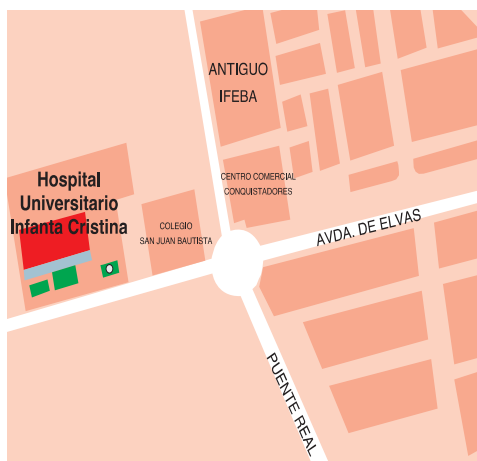 ANTIGUO
IFEBA
CENTRO COMERCIAL
CONQUISTADORES
Hospital
Universitario
Infanta Cristina
COLEGIO
SAN JUAN BAUTISTA
AVDA. DE ELVAS
PUENTE REAL